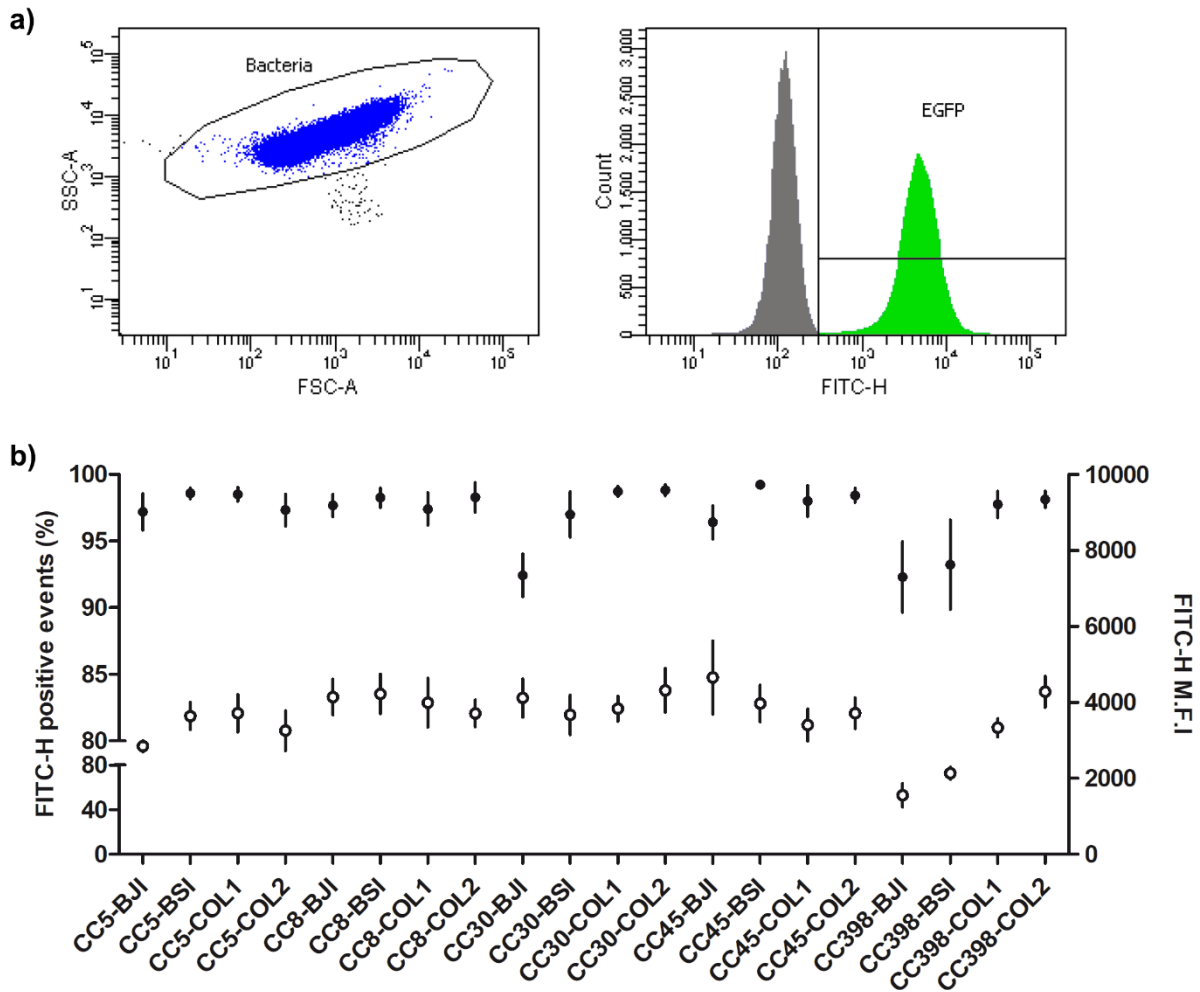 a)
Bacteria
SSC-A
10^5
10^4
10^3
10^2
10^1
10^1 10^2 10^3 10^4 10^5
FSC-A
EGFP
Count
3,000
2,500
2,000
1,500
1,000
500
0
10^1 10^2 10^3 10^4 10^5
FITC-H
b)
FITC-H positive events (%)
100
95
90
85
80
80
40
0
10000
8000
6000
4000
2000
0
FITC-H M.F.I
CC5-BJI
CC5-BSI
CC5-COL1
CC5-COL2
CC8-BJI
CC8-BSI
CC8-COL1
CC8-COL2
CC30-BJI
CC30-BSI
CC30-COL1
CC30-COL2
CC45-BJI
CC45-BSI
CC45-COL1
CC45-COL2
CC398-BJI
CC398-BSI
CC398-COL1
CC398-COL2